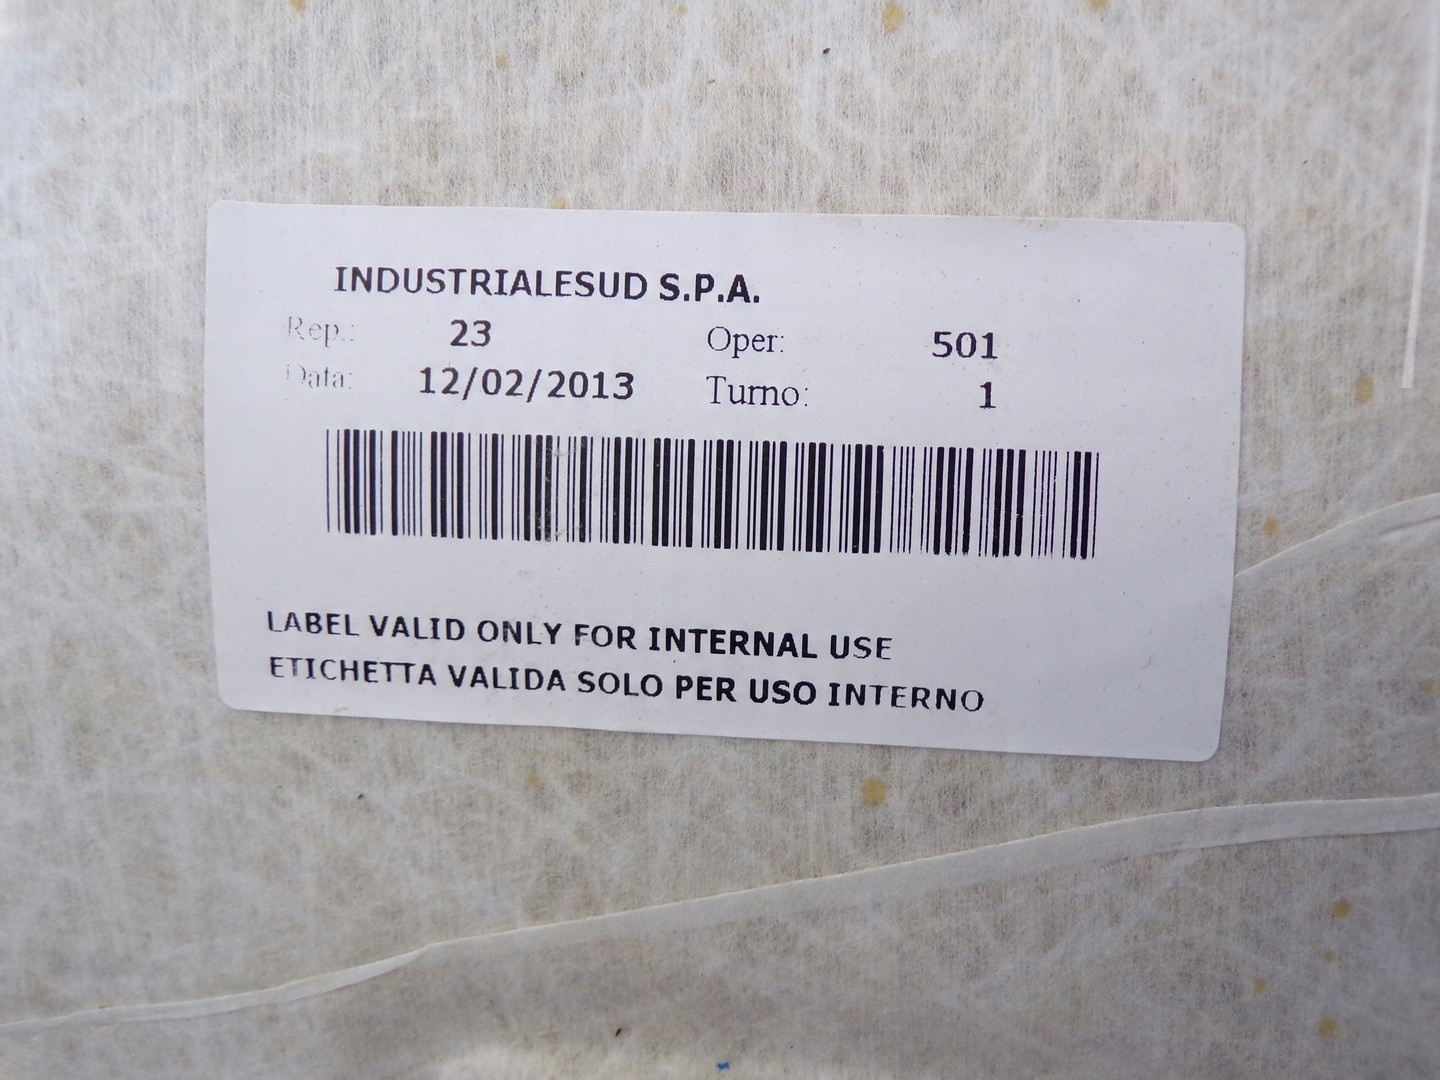 INDUSTRIALESUD S.P.A.
Rep.: 23 Oper: 501
Data: 12/02/2013 Turno: 1
LABEL VALID ONLY FOR INTERNAL USE
ETICHETTA VALIDA SOLO PER USO INTERNO